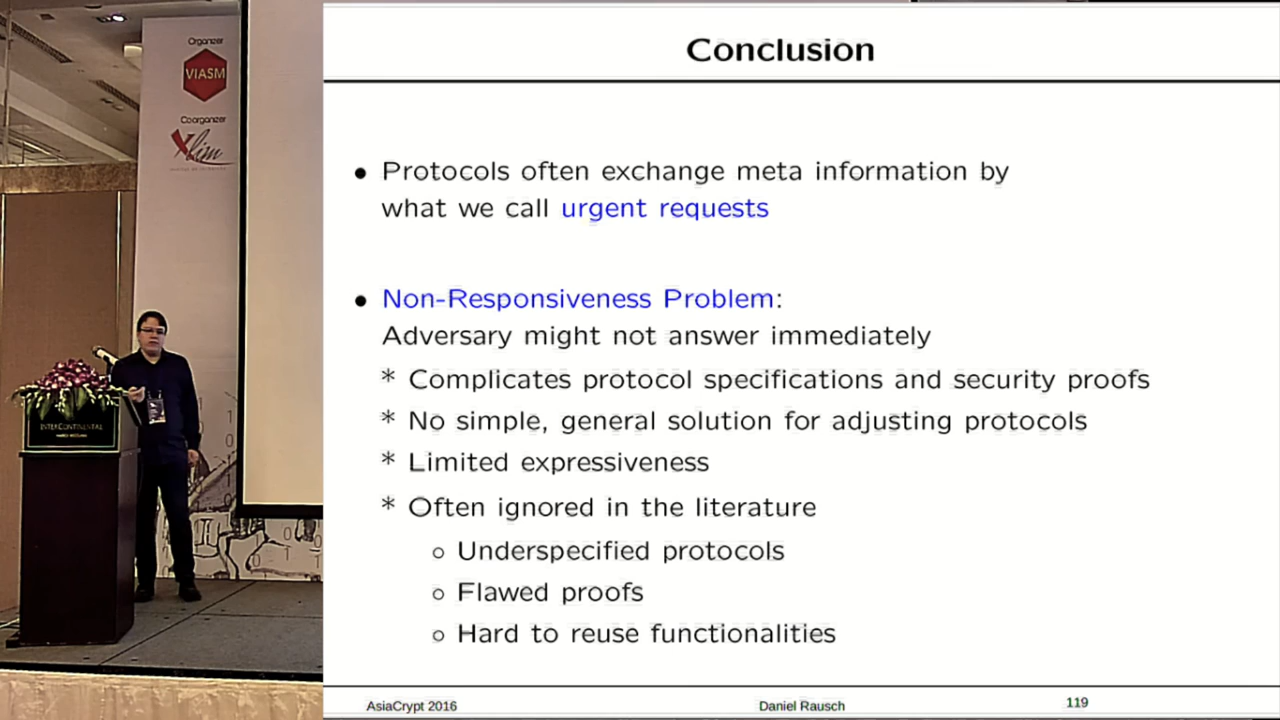 Organizer
VIASM
Coorganizer
Xlim
INTERCONTINENTAL
Conclusion
• Protocols often exchange meta information by
what we call urgent requests
• Non-Responsiveness Problem:
Adversary might not answer immediately
* Complicates protocol specifications and security proofs
* No simple, general solution for adjusting protocols
* Limited expressiveness
* Often ignored in the literature
○ Underspecified protocols
○ Flawed proofs
○ Hard to reuse functionalities
AsiaCrypt 2016
Daniel Rausch
119